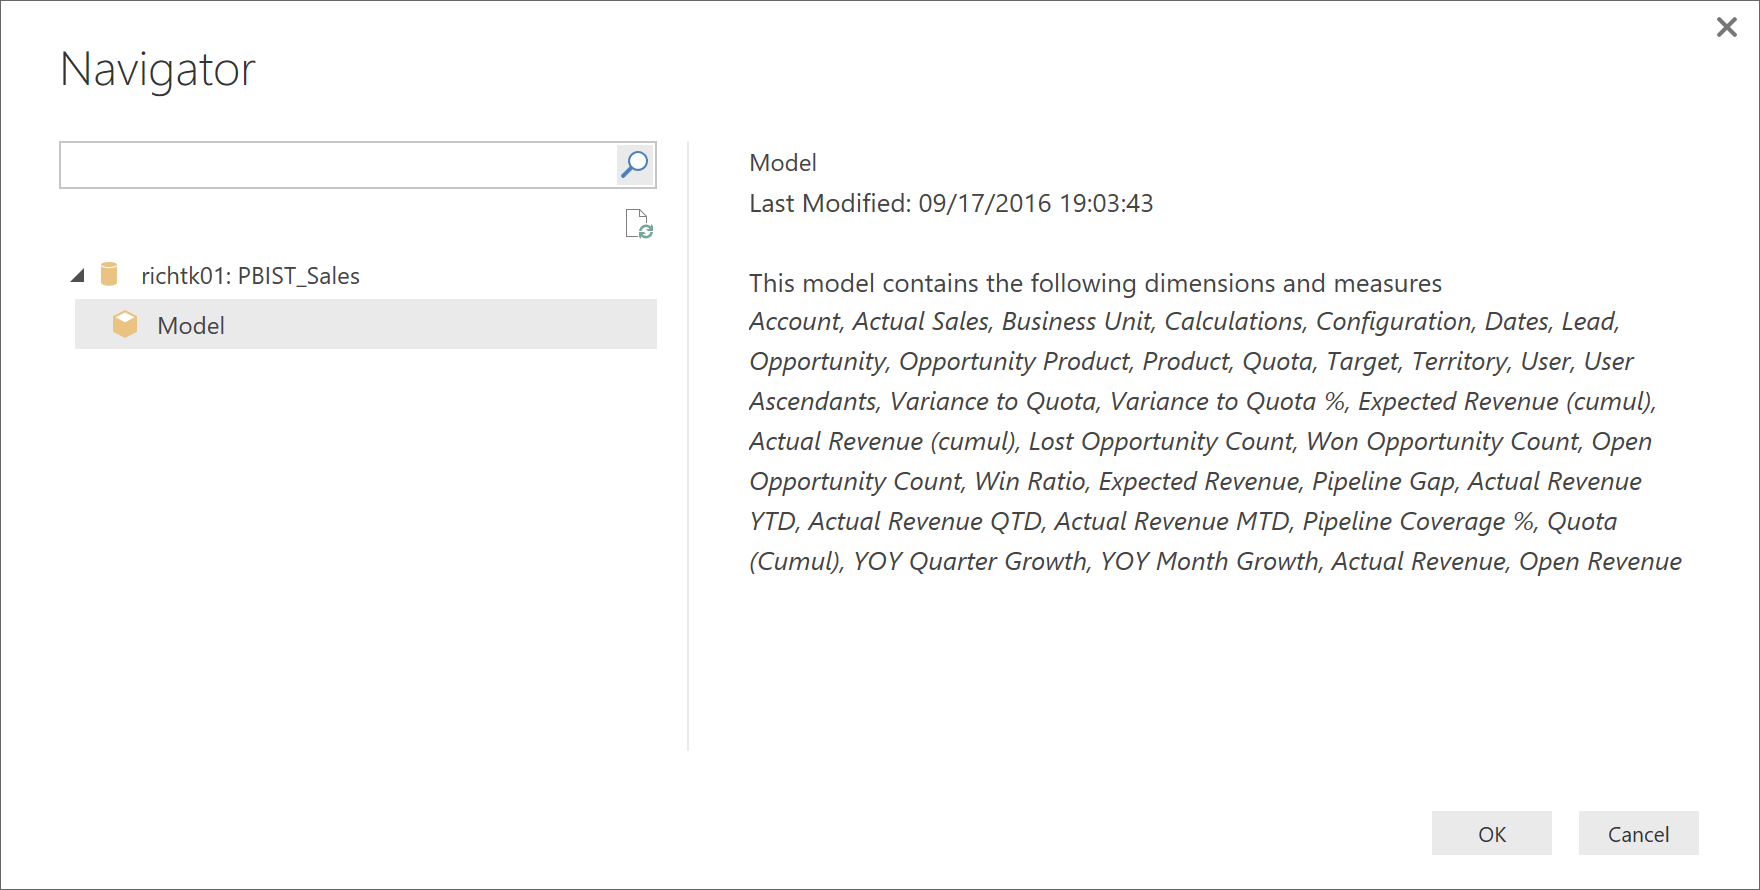 Navigator
richtk01: PBIST_Sales
Model
Model
Last Modified: 09/17/2016 19:03:43
This model contains the following dimensions and measures
Account, Actual Sales, Business Unit, Calculations, Configuration, Dates, Lead,
Opportunity, Opportunity Product, Product, Quota, Target, Territory, User, User
Ascendants, Variance to Quota, Variance to Quota %, Expected Revenue (cumul),
Actual Revenue (cumul), Lost Opportunity Count, Won Opportunity Count, Open
Opportunity Count, Win Ratio, Expected Revenue, Pipeline Gap, Actual Revenue
YTD, Actual Revenue QTD, Actual Revenue MTD, Pipeline Coverage %, Quota
(Cumul), YOY Quarter Growth, YOY Month Growth, Actual Revenue, Open Revenue
OK
Cancel